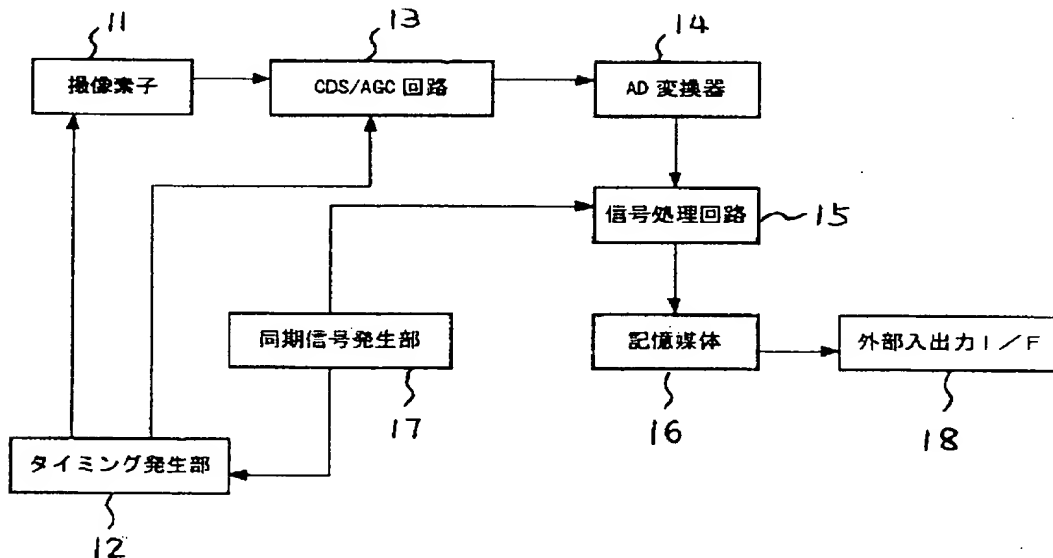 11
13
14
撮像素子
CDS/AGC 回路
AD 変換器
信号処理回路
15
同期信号発生部
記憶媒体
外部入出力 I/F
17
16
18
タイミング発生部
12